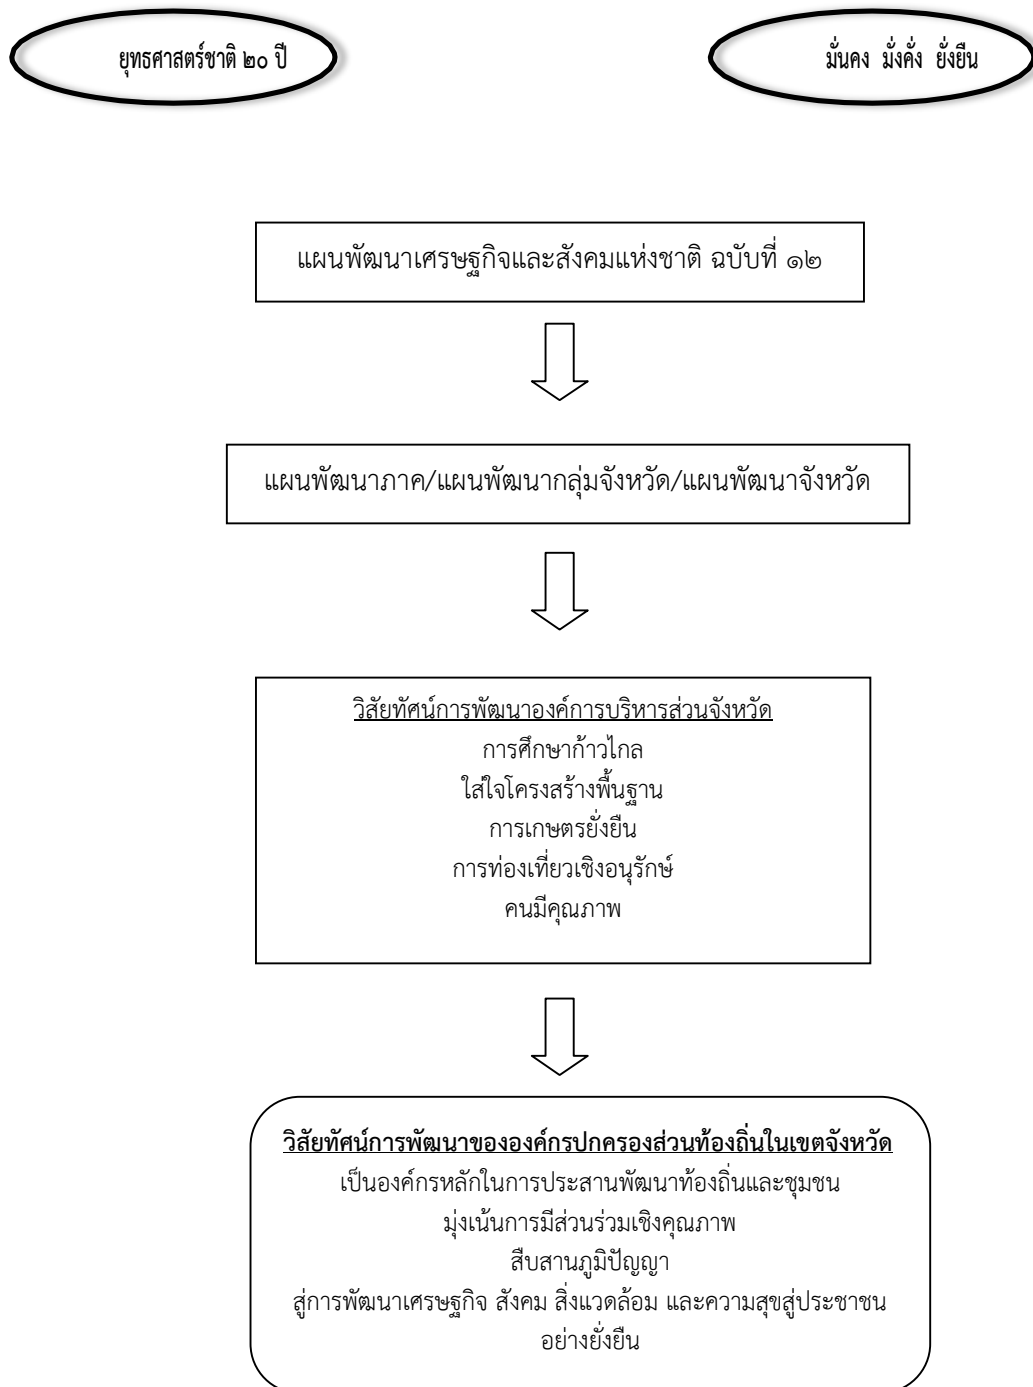 ยุทธศาสตร์ชาติ ๒๐ ปี
มั่นคง มั่งคั่ง ยั่งยืน
แผนพัฒนาเศรษฐกิจและสังคมแห่งชาติ ฉบับที่ ๑๒
แผนพัฒนาภาค/แผนพัฒนากลุ่มจังหวัด/แผนพัฒนาจังหวัด
วิสัยทัศน์การพัฒนาองค์การบริหารส่วนจังหวัด
การศึกษาก้าวไกล
ใส่ใจโครงสร้างพื้นฐาน
การเกษตรยั่งยืน
การท่องเที่ยวเชิงอนุรักษ์
คนมีคุณภาพ
วิสัยทัศน์การพัฒนาขององค์กรปกครองส่วนท้องถิ่นในเขตจังหวัด
เป็นองค์กรหลักในการประสานพัฒนาท้องถิ่นและชุมชน
มุ่งเน้นการมีส่วนร่วมเชิงคุณภาพ
สืบสานภูมิปัญญา
สู่การพัฒนาเศรษฐกิจ สังคม สิ่งแวดล้อม และความสุขสู่ประชาชน
อย่างยั่งยืน